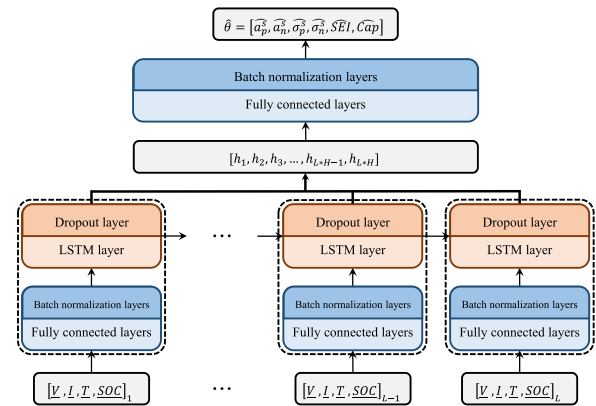 θ̂ = [âₚˢ, âₙˢ, σ̂ₚˢ, σ̂ₙˢ, SEÎ, Cap̂]
Batch normalization layers
Fully connected layers
[h₁, h₂, h₃, …, h_{L*H−1}, h_{L*H}]
Dropout layer
LSTM layer
Batch normalization layers
Fully connected layers
[V, I, T, SOC]₁
...
...
Dropout layer
LSTM layer
Batch normalization layers
Fully connected layers
[V, I, T, SOC]_{L−1}
Dropout layer
LSTM layer
Batch normalization layers
Fully connected layers
[V, I, T, SOC]_L